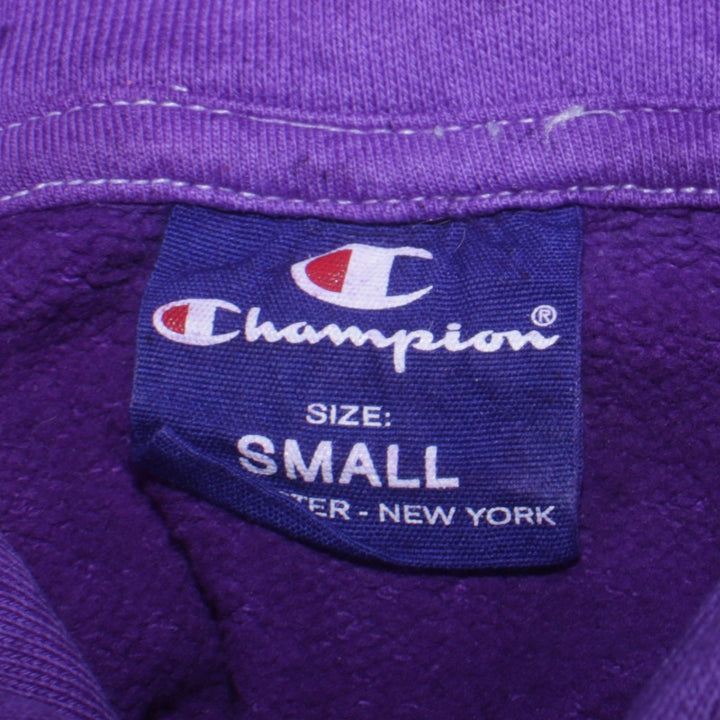 Champion®
SIZE:
SMALL
TER - NEW YORK